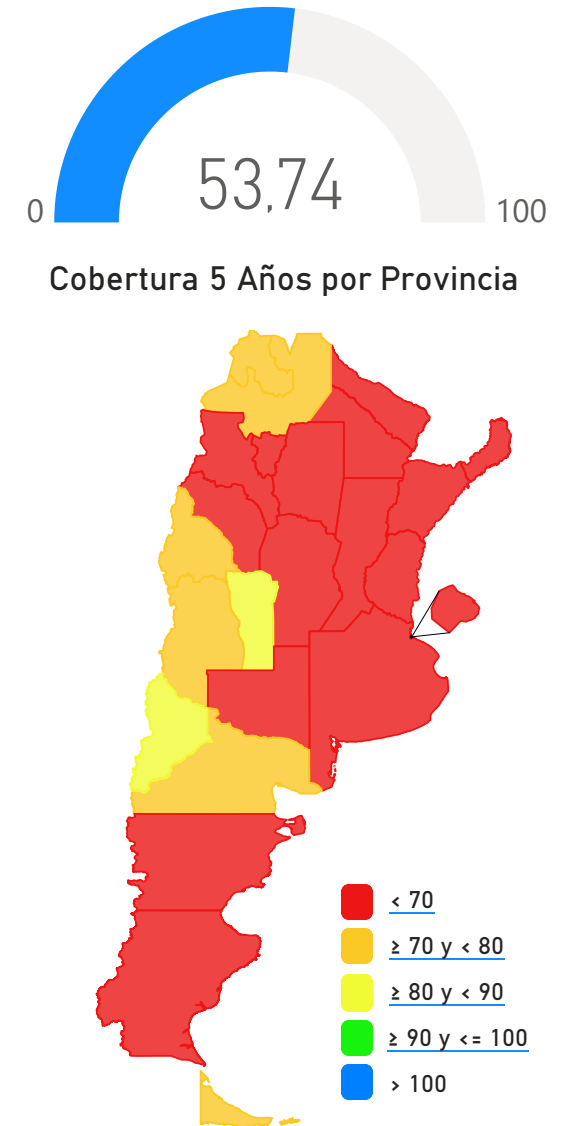 53,74
0
100
Cobertura 5 Años por Provincia
< 70
≥ 70 y < 80
≥ 80 y < 90
≥ 90 y <= 100
> 100